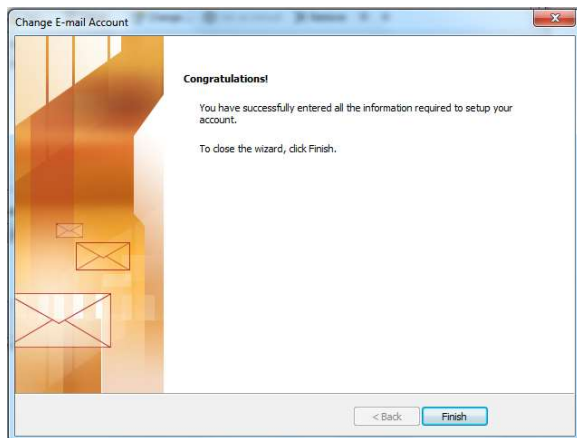 Change E-mail Account
Congratulations!
You have successfully entered all the information required to setup your
account.
To close the wizard, click Finish.
< Back
Finish